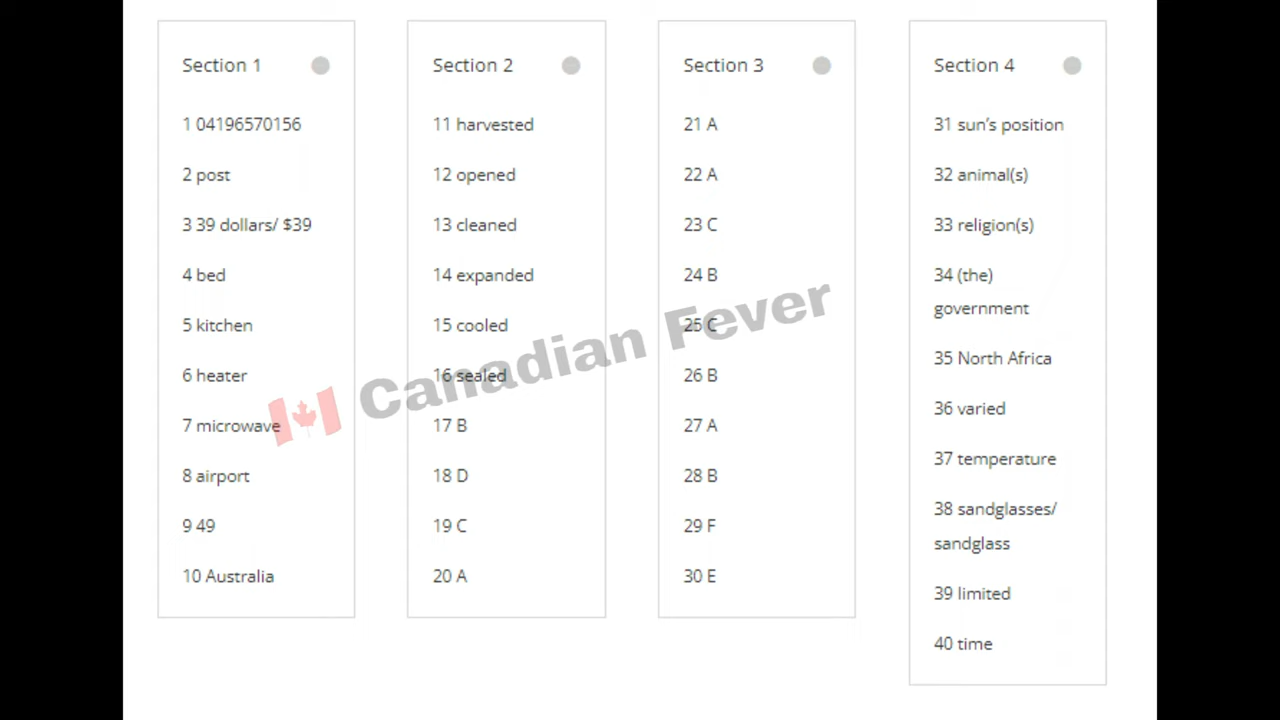 Section 1
1 04196570156
2 post
3 39 dollars/ $39
4 bed
5 kitchen
6 heater
7 microwave
8 airport
9 49
10 Australia
Section 2
11 harvested
12 opened
13 cleaned
14 expanded
15 cooled
16 sealed
17 B
18 D
19 C
20 A
Section 3
21 A
22 A
23 C
24 B
25 C
26 B
27 A
28 B
29 F
30 E
Section 4
31 sun’s position
32 animal(s)
33 religion(s)
34 (the)
government
35 North Africa
36 varied
37 temperature
38 sandglasses/
sandglass
39 limited
40 time
Canadian Fever